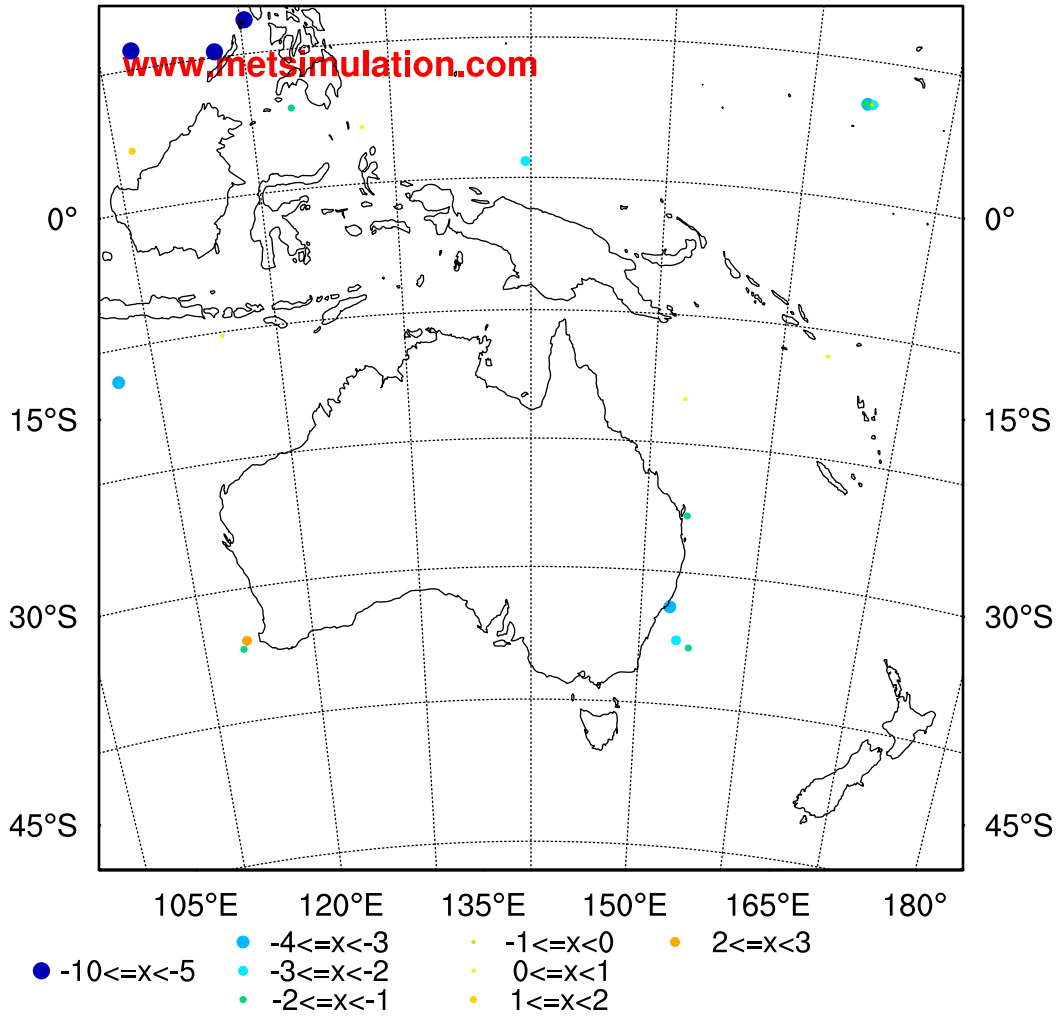 www.metsimulation.com
0° 0°
15°S 15°S
30°S 30°S
45°S 45°S
105°E 120°E 135°E 150°E 165°E 180°
-4<=x<-3 -1<=x<0 2<=x<3
-10<=x<-5 -3<=x<-2 0<=x<1
-2<=x<-1 1<=x<2